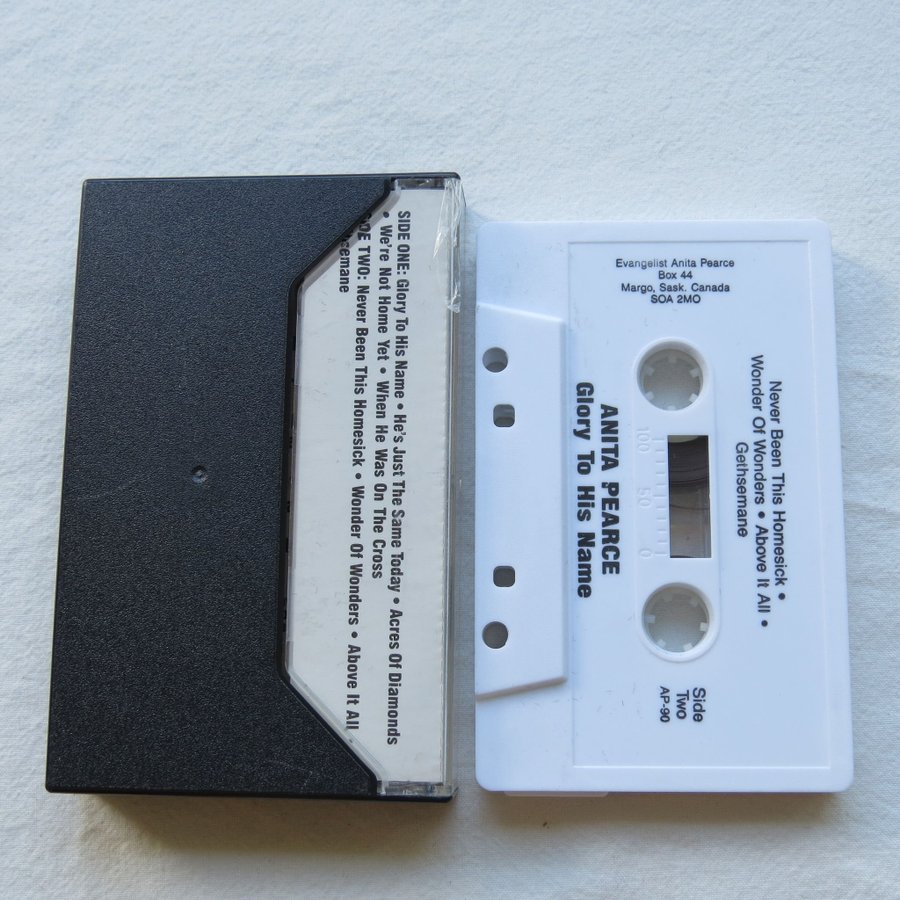 SIDE ONE: Glory To His Name • He's Just The Same Today • Acres Of Diamonds
• We're Not Home Yet • When He Was On The Cross
SIDE TWO: Never Been This Homesick • Wonder Of Wonders • Above It All
Evangelist Anita Pearce
Box 44
Margo, Sask. Canada
SOA 2MO
Never Been This Homesick •
Wonder Of Wonders • Above It All •
Gethsemane
100 50 0
ANITA PEARCE
Glory To His Name
Side
Two
AP-90